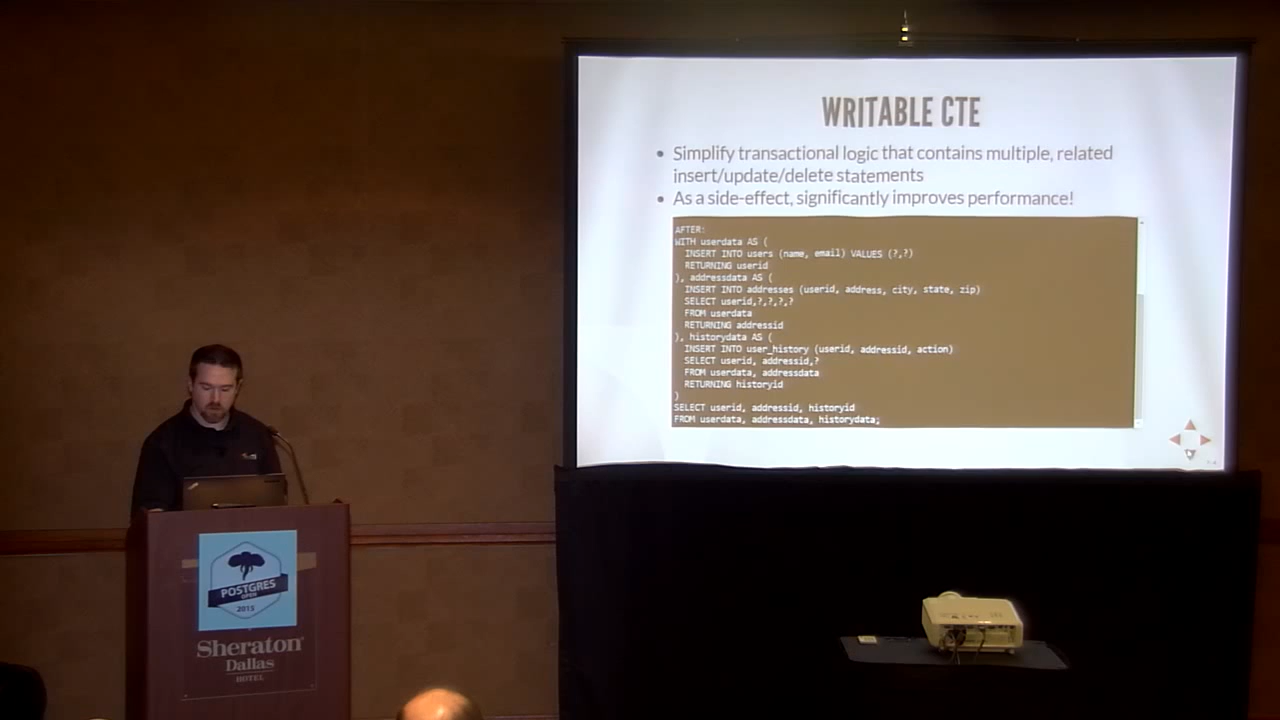 WRITABLE CTE
• Simplify transactional logic that contains multiple, related
insert/update/delete statements
• As a side-effect, significantly improves performance!
AFTER:
WITH userdata AS (
INSERT INTO users (name, email) VALUES (?,?)
RETURNING userid
), addressdata AS (
INSERT INTO addresses (userid, address, city, state, zip)
SELECT userid,?,?,?,?
FROM userdata
RETURNING addressid
), historydata AS (
INSERT INTO user_history (userid, addressid, action)
SELECT userid, addressid,?
FROM userdata, addressdata
RETURNING historyid
)
SELECT userid, addressid, historyid
FROM userdata, addressdata, historydata;
POSTGRES
OPEN
2015
Sheraton
Dallas
HOTEL